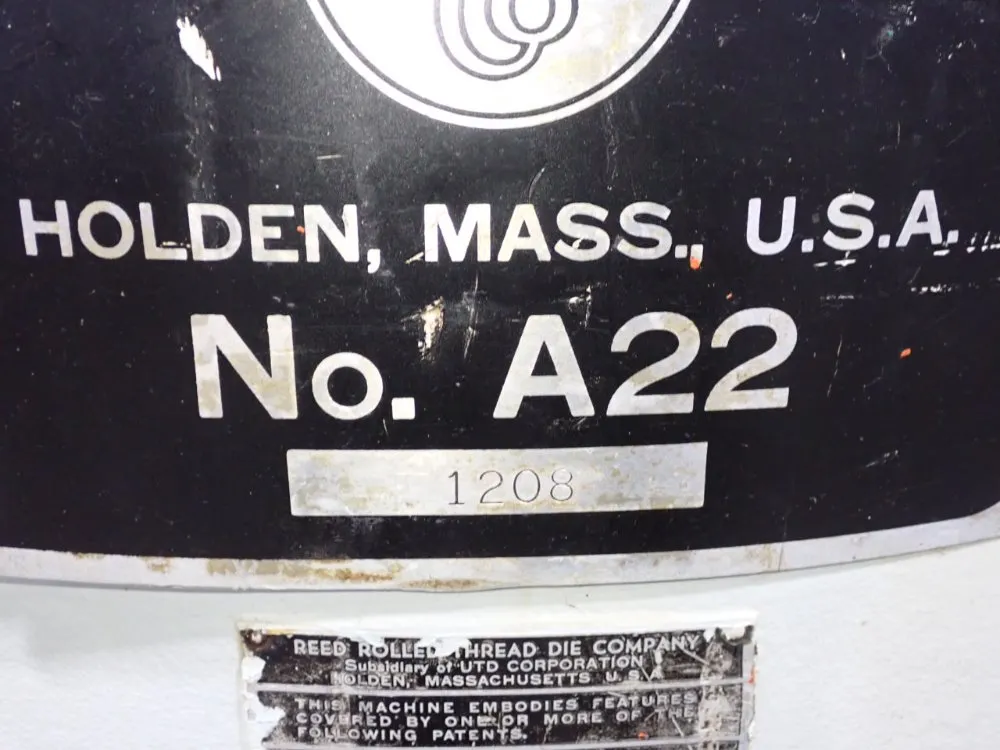 HOLDEN, MASS., U.S.A.
No. A22
1208
REED ROLLED THREAD DIE COMPANY
Subsidiary of UTD CORPORATION
HOLDEN, MASSACHUSETTS U.S.A
THIS MACHINE EMBODIES FEATURES
COVERED BY ONE OR MORE OF THE
FOLLOWING PATENTS.